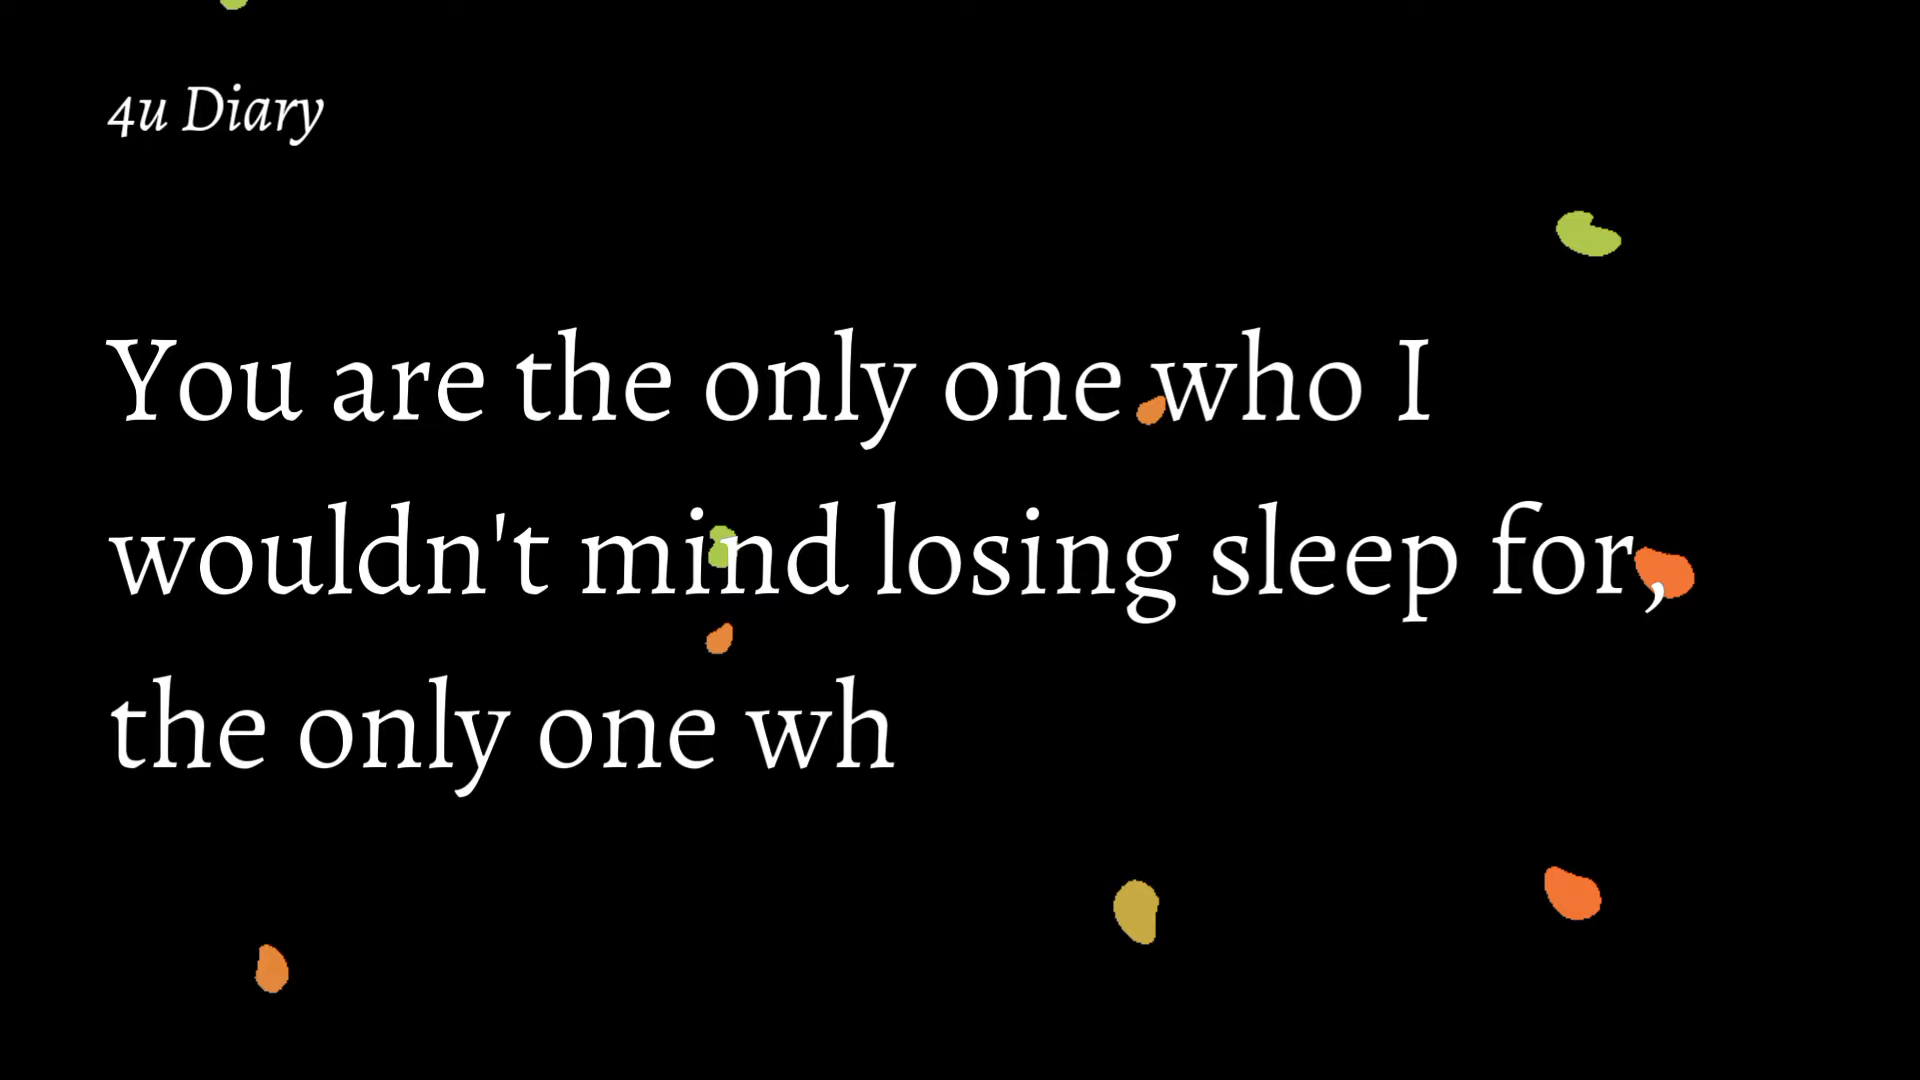 4u Diary
You are the only one who I
wouldn't mind losing sleep for,
the only one wh